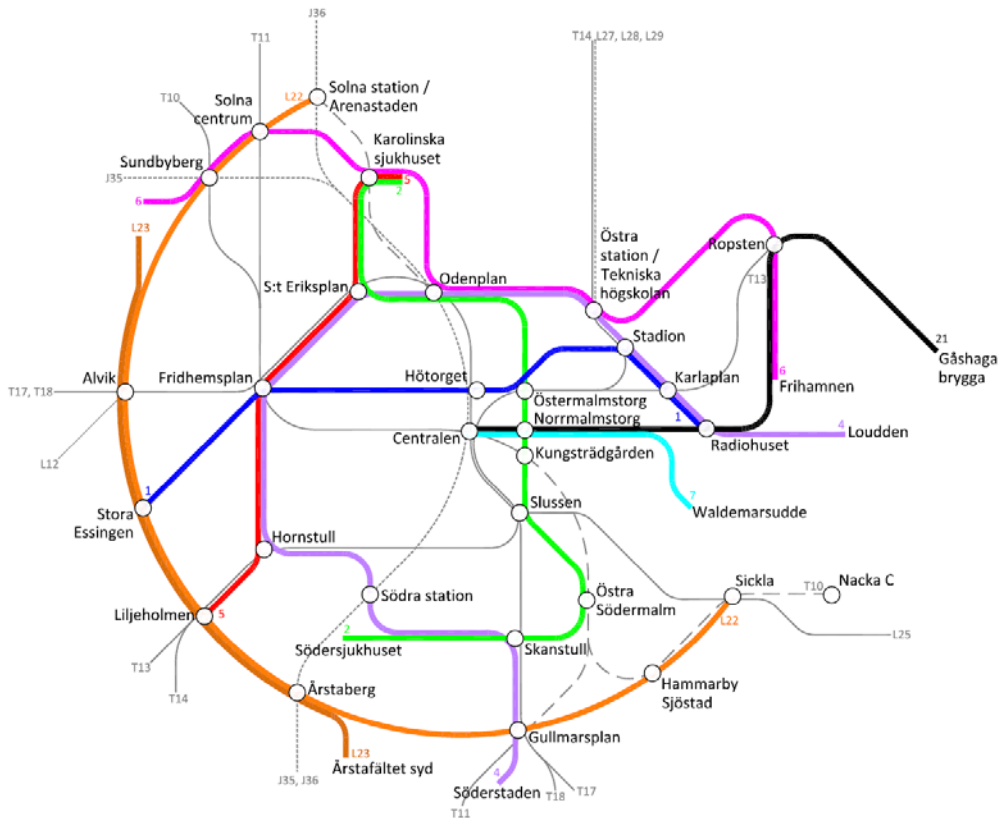 J36
T11
T14, L27, L28, L29
L22
Solna station /
Arenastaden
T10
Solna
centrum
Karolinska
sjukhuset
Sundbyberg
J35
5
2
6
L23
Östra
station /
Tekniska
högskolan
Ropsten
T13
S:t Eriksplan
Odenplan
Stadion
21
Gåshaga
brygga
Alvik
Fridhemsplan
Hötorget
Karlaplan
6
Frihamnen
T17, T18
Östermalmstorg
Norrmalmstorg
1
4
Loudden
Centralen
Radiohuset
Kungsträdgården
L12
1
7
Waldemarsudde
Stora
Essingen
Slussen
Hornstull
Sickla
T10
Nacka C
Södra station
Östra
Södermalm
Liljeholmen
5
L22
2
L25
Södersjukhuset
Skanstull
T13
T14
Hammarby
Sjöstad
Årstaberg
Gullmarsplan
L23
Årstafältet syd
J35, J36
4
Söderstaden
T17
T18
T11